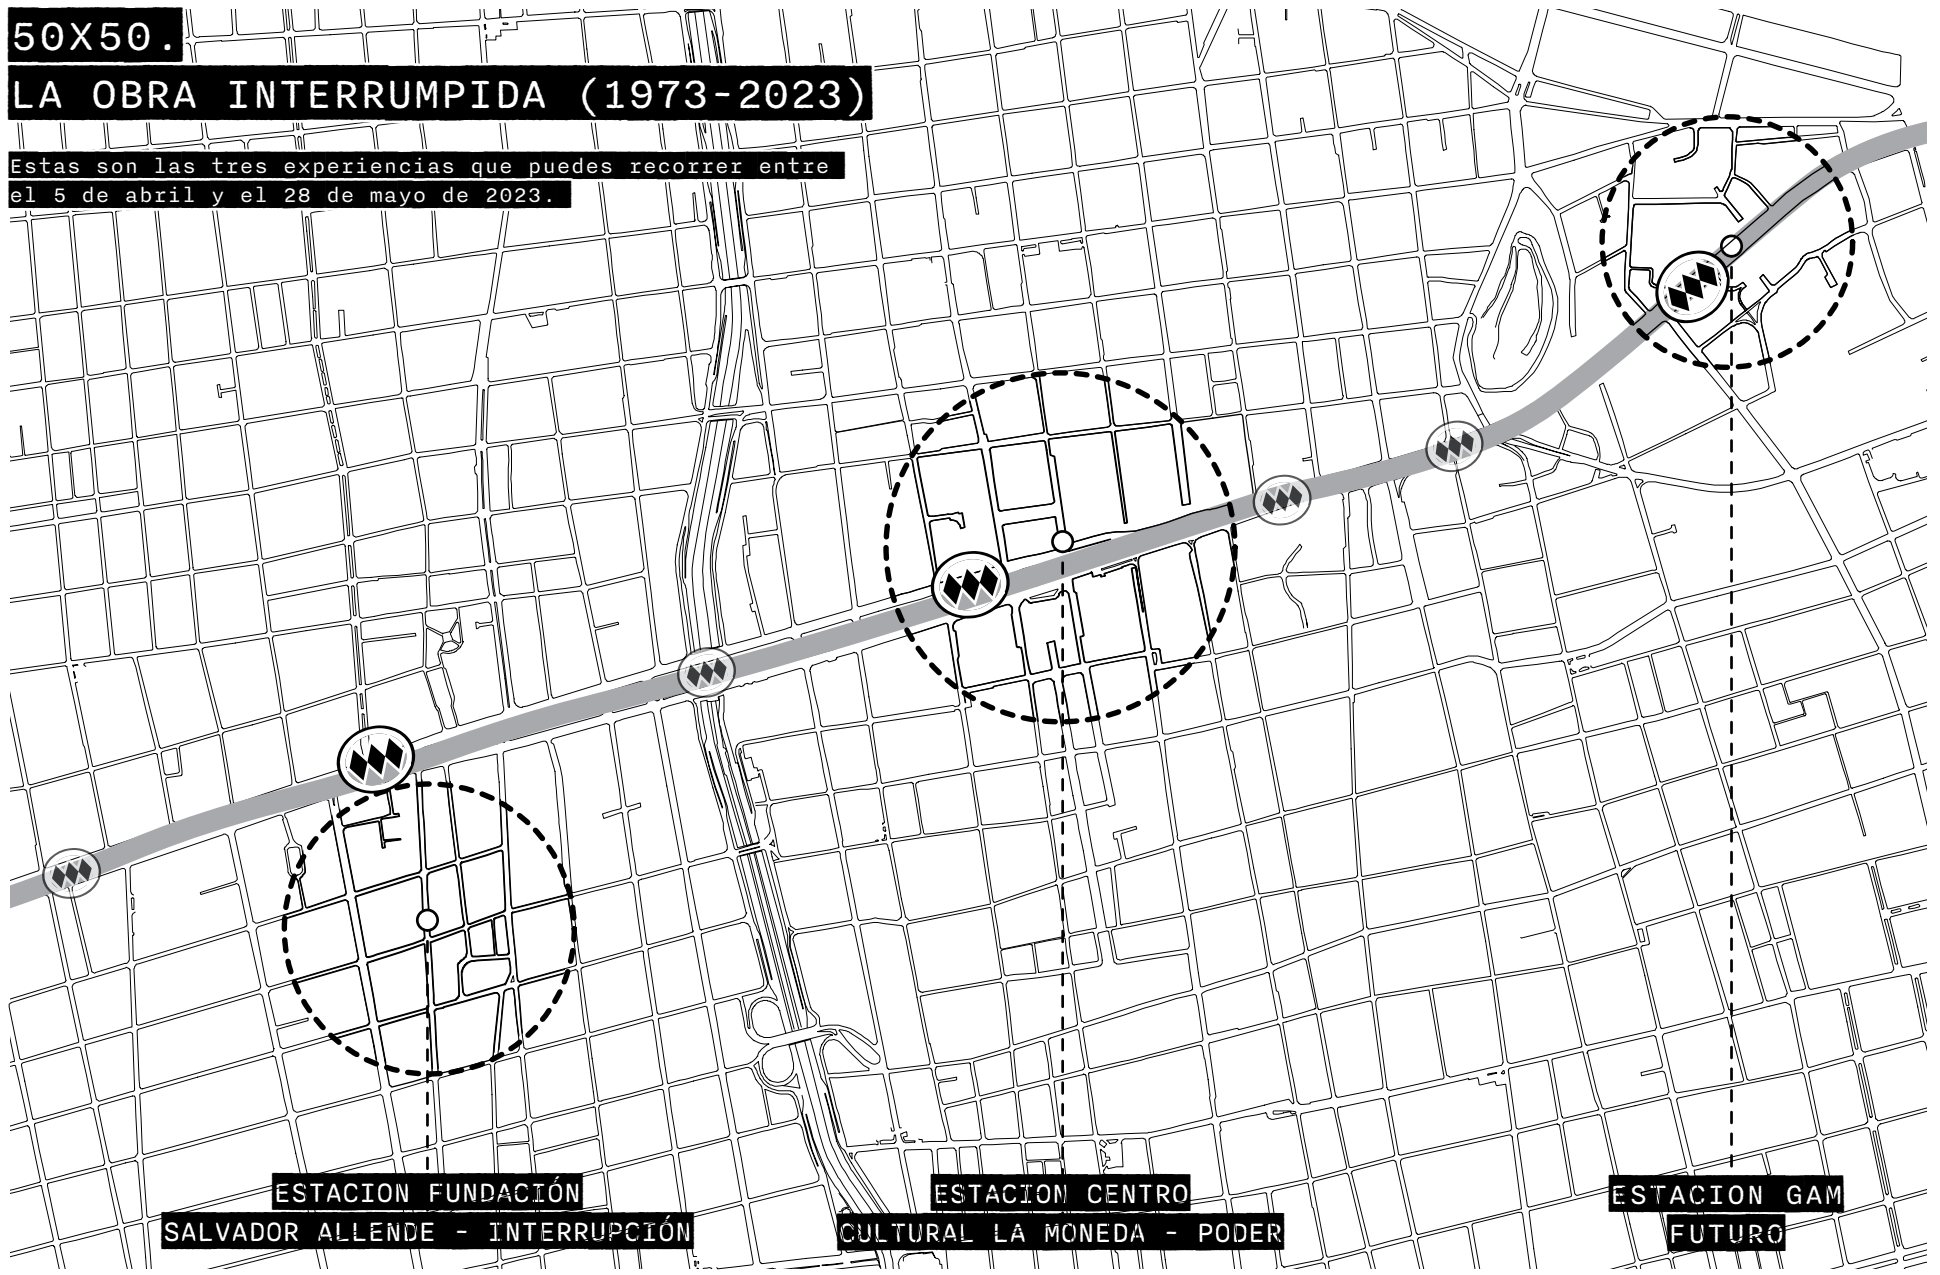 50X50.
LA OBRA INTERRUMPIDA (1973-2023)
Estas son las tres experiencias que puedes recorrer entre
el 5 de abril y el 28 de mayo de 2023.
ESTACION FUNDACIÓN
SALVADOR ALLENDE - INTERRUPCIÓN
ESTACION CENTRO
CULTURAL LA MONEDA - PODER
ESTACION GAM
FUTURO